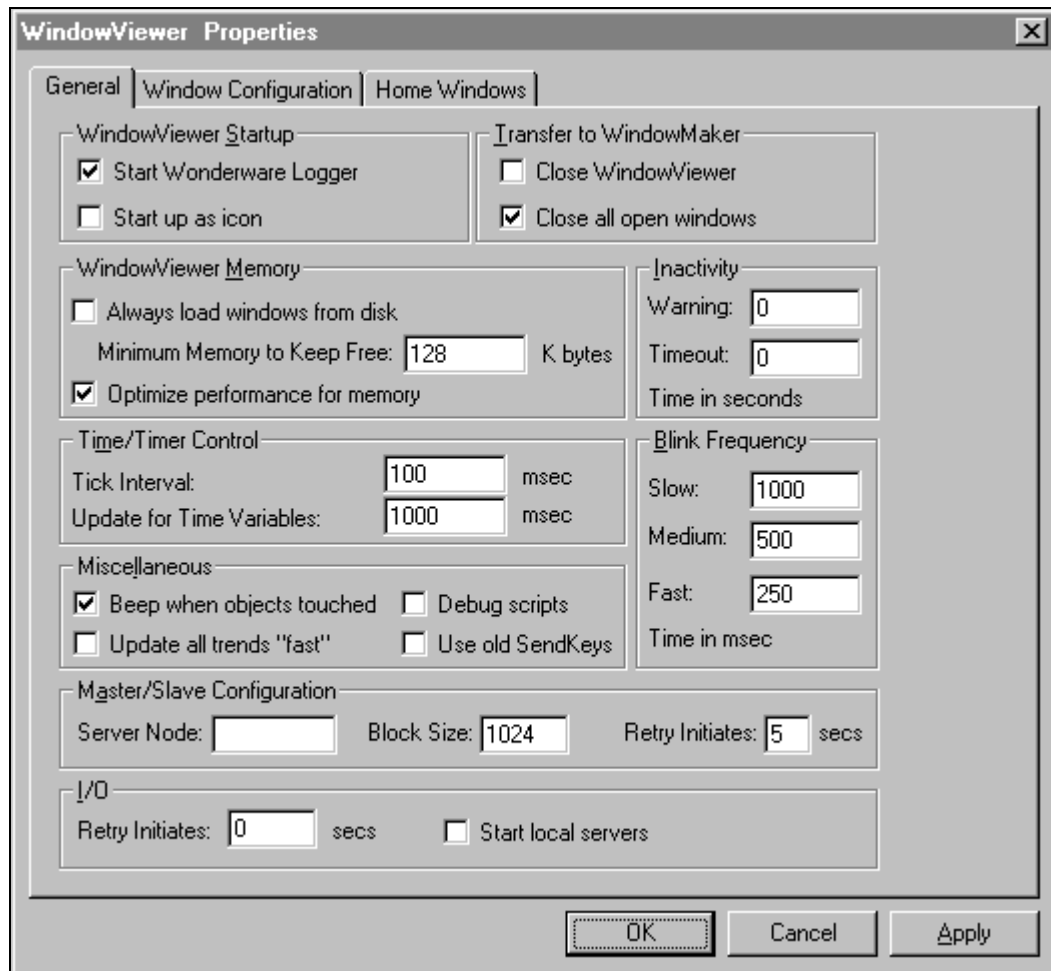 WindowViewer Properties
General Window Configuration Home Windows
WindowViewer Startup
Start Wonderware Logger
Start up as icon
Transfer to WindowMaker
Close WindowViewer
Close all open windows
WindowViewer Memory
Always load windows from disk
Minimum Memory to Keep Free: 128 K bytes
Optimize performance for memory
Inactivity
Warning: 0
Timeout: 0
Time in seconds
Time/Timer Control
Tick Interval: 100 msec
Update for Time Variables: 1000 msec
Blink Frequency
Slow: 1000
Medium: 500
Fast: 250
Time in msec
Miscellaneous
Beep when objects touched Debug scripts
Update all trends "fast" Use old SendKeys
Master/Slave Configuration
Server Node: Block Size: 1024 Retry Initiates: 5 secs
I/O
Retry Initiates: 0 secs Start local servers
OK Cancel Apply